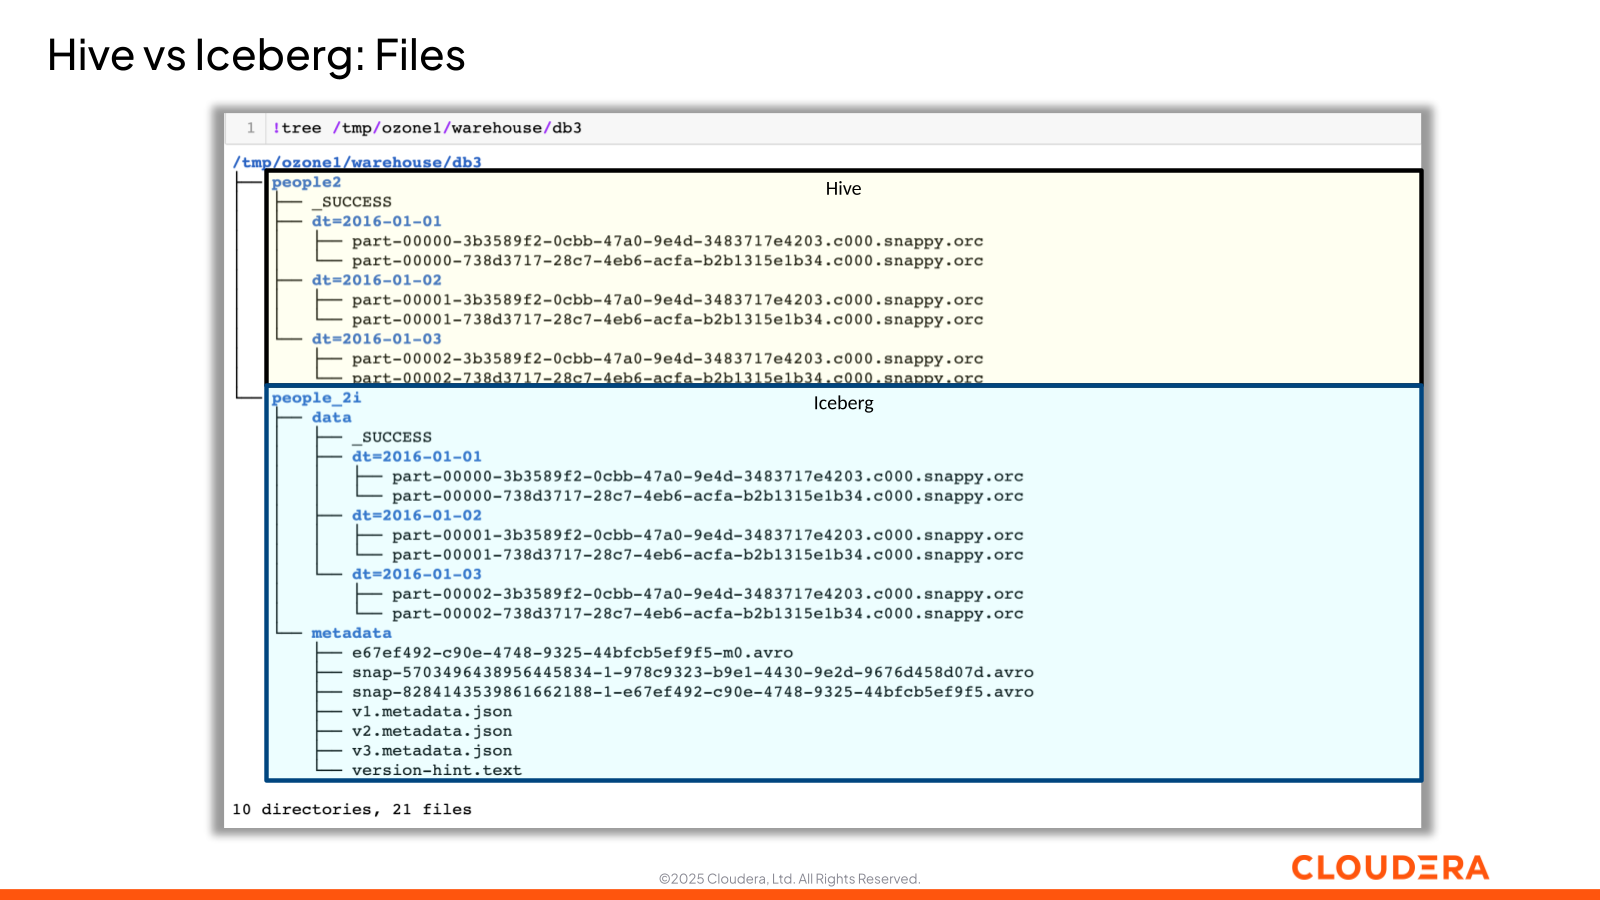 Hive vs Iceberg: Files
1 !tree /tmp/ozone1/warehouse/db3
/tmp/ozone1/warehouse/db3
people2
Hive
_SUCCESS
dt=2016-01-01
part-00000-3b3589f2-0cbb-47a0-9e4d-3483717e4203.c000.snappy.orc
part-00000-738d3717-28c7-4eb6-acfa-b2b1315e1b34.c000.snappy.orc
dt=2016-01-02
part-00001-3b3589f2-0cbb-47a0-9e4d-3483717e4203.c000.snappy.orc
part-00001-738d3717-28c7-4eb6-acfa-b2b1315e1b34.c000.snappy.orc
dt=2016-01-03
part-00002-3b3589f2-0cbb-47a0-9e4d-3483717e4203.c000.snappy.orc
part-00002-738d3717-28c7-4eb6-acfa-b2b1315e1b34.c000.snappy.orc
people_2i
Iceberg
data
_SUCCESS
dt=2016-01-01
part-00000-3b3589f2-0cbb-47a0-9e4d-3483717e4203.c000.snappy.orc
part-00000-738d3717-28c7-4eb6-acfa-b2b1315e1b34.c000.snappy.orc
dt=2016-01-02
part-00001-3b3589f2-0cbb-47a0-9e4d-3483717e4203.c000.snappy.orc
part-00001-738d3717-28c7-4eb6-acfa-b2b1315e1b34.c000.snappy.orc
dt=2016-01-03
part-00002-3b3589f2-0cbb-47a0-9e4d-3483717e4203.c000.snappy.orc
part-00002-738d3717-28c7-4eb6-acfa-b2b1315e1b34.c000.snappy.orc
metadata
e67ef492-c90e-4748-9325-44bfcb5ef9f5-m0.avro
snap-5703496438956445834-1-978c9323-b9e1-4430-9e2d-9676d458d07d.avro
snap-8284143539861662188-1-e67ef492-c90e-4748-9325-44bfcb5ef9f5.avro
v1.metadata.json
v2.metadata.json
v3.metadata.json
version-hint.text
10 directories, 21 files
CLOUDERA
©2025 Cloudera, Ltd. All Rights Reserved.